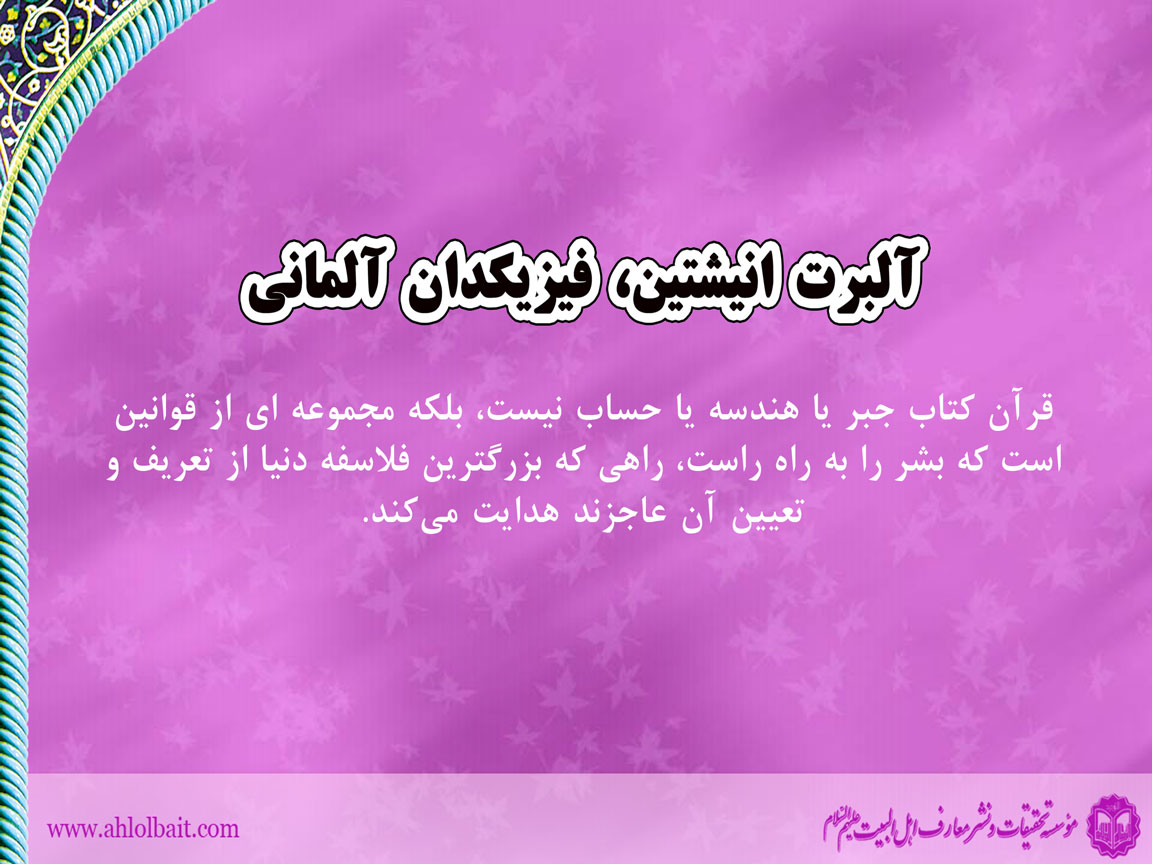 آلبرت انیشتین، فیزیکدان آلمانی
قرآن کتاب جبر یا هندسه یا حساب نیست، بلکه مجموعه ای از قوانین
است که بشر را به راه راست، راهی که بزرگترین فلاسفه دنیا از تعریف و
تعیین آن عاجزند هدایت می‌کند.
مؤسسه تحقیقات و نشر معارف اهل البیت علیهم السلام
www.ahlolbait.com